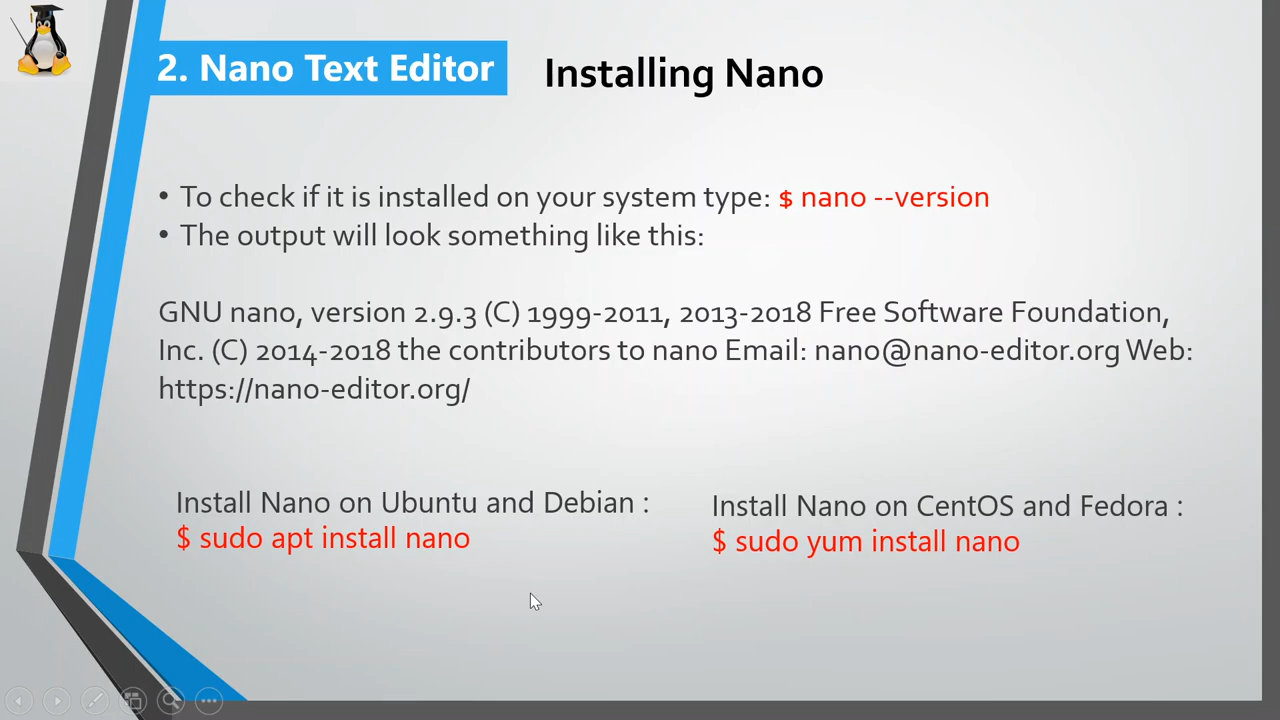 2. Nano Text Editor
Installing Nano
• To check if it is installed on your system type: $ nano --version
• The output will look something like this:
GNU nano, version 2.9.3 (C) 1999-2011, 2013-2018 Free Software Foundation,
Inc. (C) 2014-2018 the contributors to nano Email: nano@nano-editor.org Web:
https://nano-editor.org/
Install Nano on Ubuntu and Debian :
$ sudo apt install nano
Install Nano on CentOS and Fedora :
$ sudo yum install nano